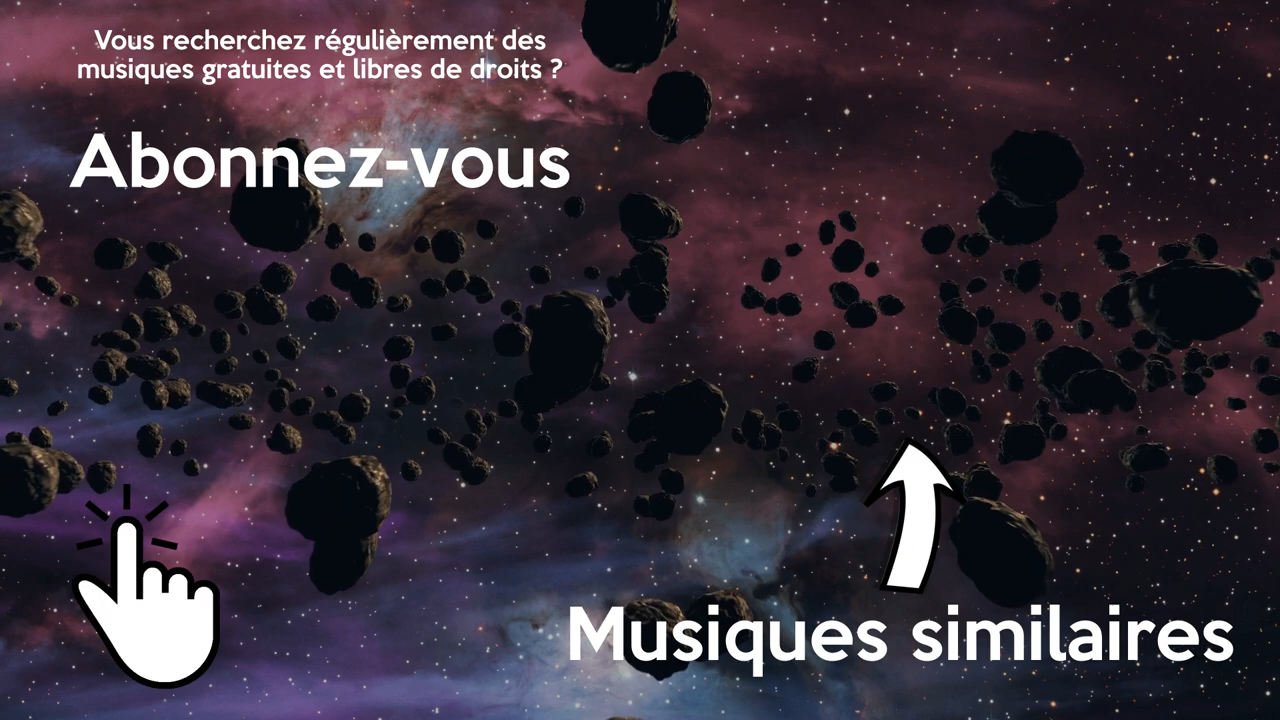 Vous recherchez régulièrement des
musiques gratuites et libres de droits ?
Abonnez-vous
Musiques similaires